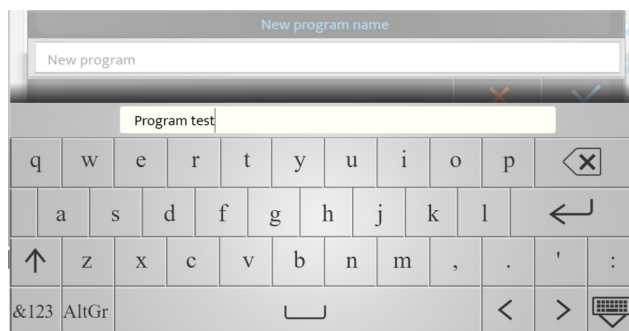 New program name
New program
Program test
q w e r t y u i o p
a s d f g h j k l
z x c v b n m , . ' :
&123 AltGr < >